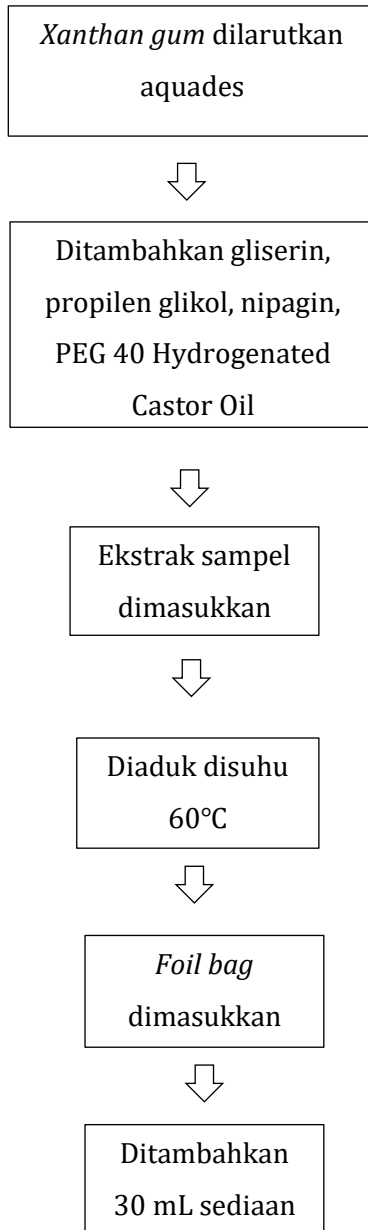 Xanthan gum dilarutkan
aquades
Ditambahkan gliserin,
propilen glikol, nipagin,
PEG 40 Hydrogenated
Castor Oil
Ekstrak sampel
dimasukkan
Diaduk disuhu
60°C
Foil bag
dimasukkan
Ditambahkan
30 mL sediaan